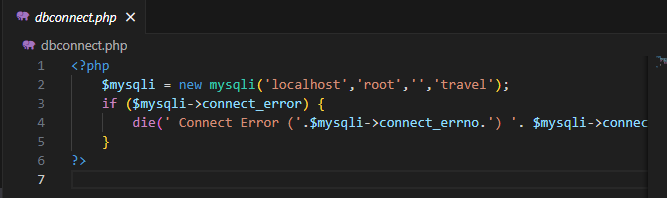 dbconnect.php ×
dbconnect.php
1 <?php
2 $mysqli = new mysqli('localhost','root','','travel');
3 if ($mysqli->connect_error) {
4 die(' Connect Error ('.$mysqli->connect_errno.') '. $mysqli->connec
5 }
6 ?>
7